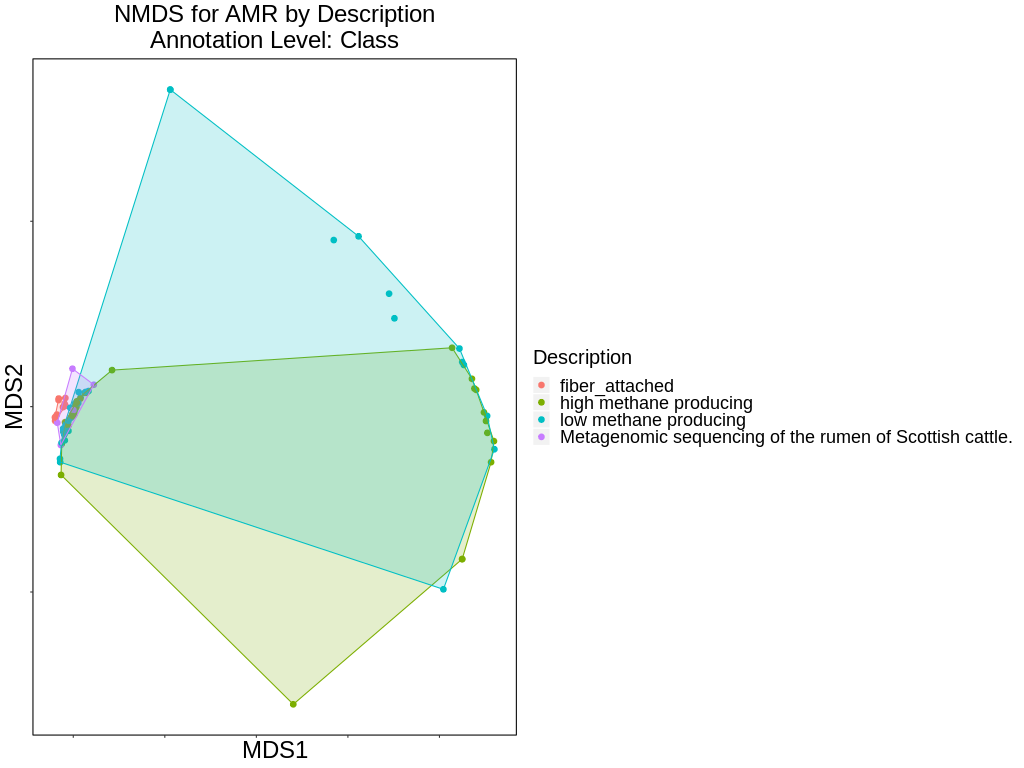 NMDS for AMR by Description
Annotation Level: Class
MDS2
MDS1
Description
fiber_attached
high methane producing
low methane producing
Metagenomic sequencing of the rumen of Scottish cattle.